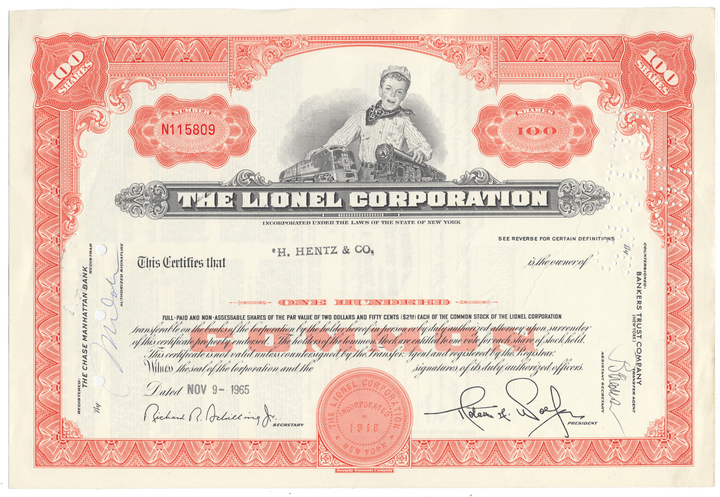 100 SHARES
100 SHARES
NUMBER
N115809
SHARES
100
THE LIONEL CORPORATION
INCORPORATED UNDER THE LAWS OF THE STATE OF NEW YORK
SEE REVERSE FOR CERTAIN DEFINITIONS
This Certifies that
*H. HENTZ & CO.
is the owner of
ONE HUNDRED
FULL-PAID AND NON-ASSESSABLE SHARES OF THE PAR VALUE OF TWO DOLLARS AND FIFTY CENTS ($2½) EACH OF THE COMMON STOCK OF THE LIONEL CORPORATION
transferable on the books of the Corporation by the holder hereof in person or by duly authorized attorney upon surrender
of this certificate properly endorsed. The holders of the common stock are entitled to one vote for each share of stock held.
This certificate is not valid unless countersigned by the Transfer Agent and registered by the Registrar.
Witness the seal of the corporation and the signatures of its duly authorized officers.
COMMON
Dated NOV 9- 1965
Richard R. Schilling Jr.
SECRETARY
PRESIDENT
THE LIONEL CORPORATION
INCORPORATED
1918
NEW YORK
REGISTERED:
THE CHASE MANHATTAN BANK
REGISTRAR
By
AUTHORIZED SIGNATURE
COUNTERSIGNED:
BANKERS TRUST COMPANY
(NEW YORK)
TRANSFER AGENT
By
ASSISTANT SECRETARY